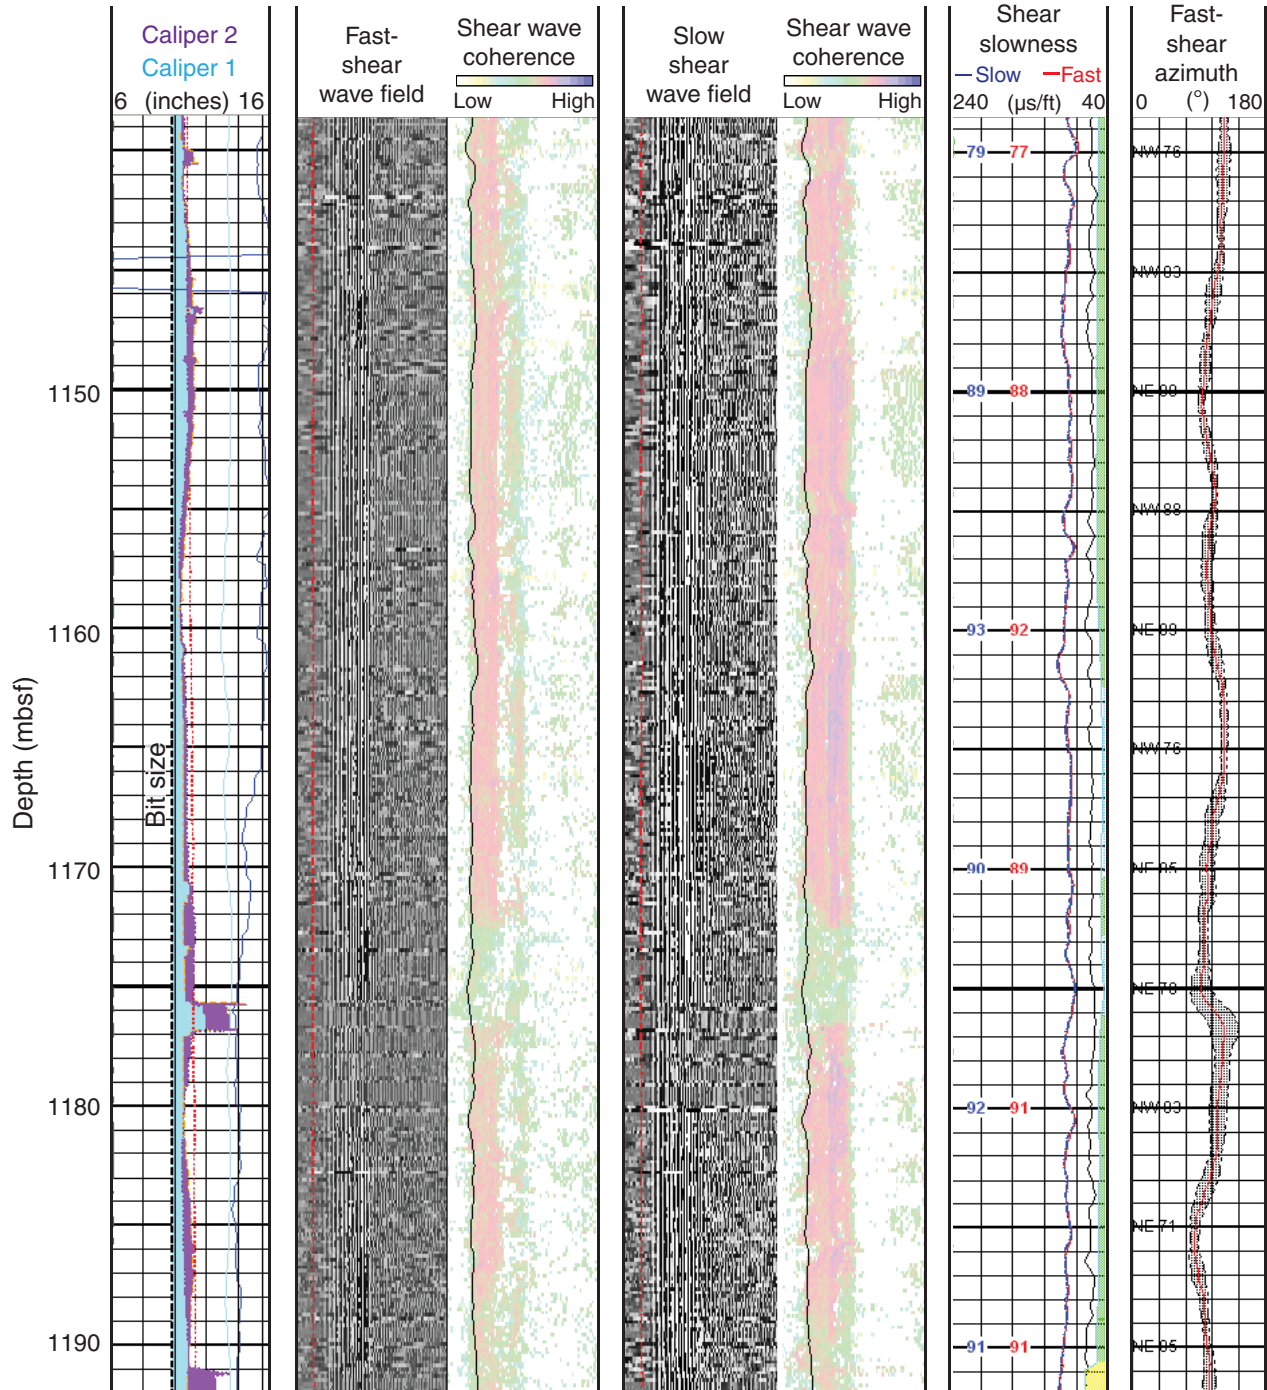 Caliper 2
Caliper 1
6 (inches) 16
Fast-
shear
wave field
Shear wave
coherence
Low High
Slow
shear
wave field
Shear wave
coherence
Low High
Shear
slowness
Slow Fast
240 (µs/ft) 40
Fast-
shear
azimuth
0 (°) 180
Depth (mbsf)
Bit size
79 77 NW 76
NW 83
1150 89 88 NE 89
NW 88
1160 93 92 NE 89
NW 76
1170 90 89 NE 85
NE 78
1180 92 91 NW 83
NE 71
1190 91 91 NE 85